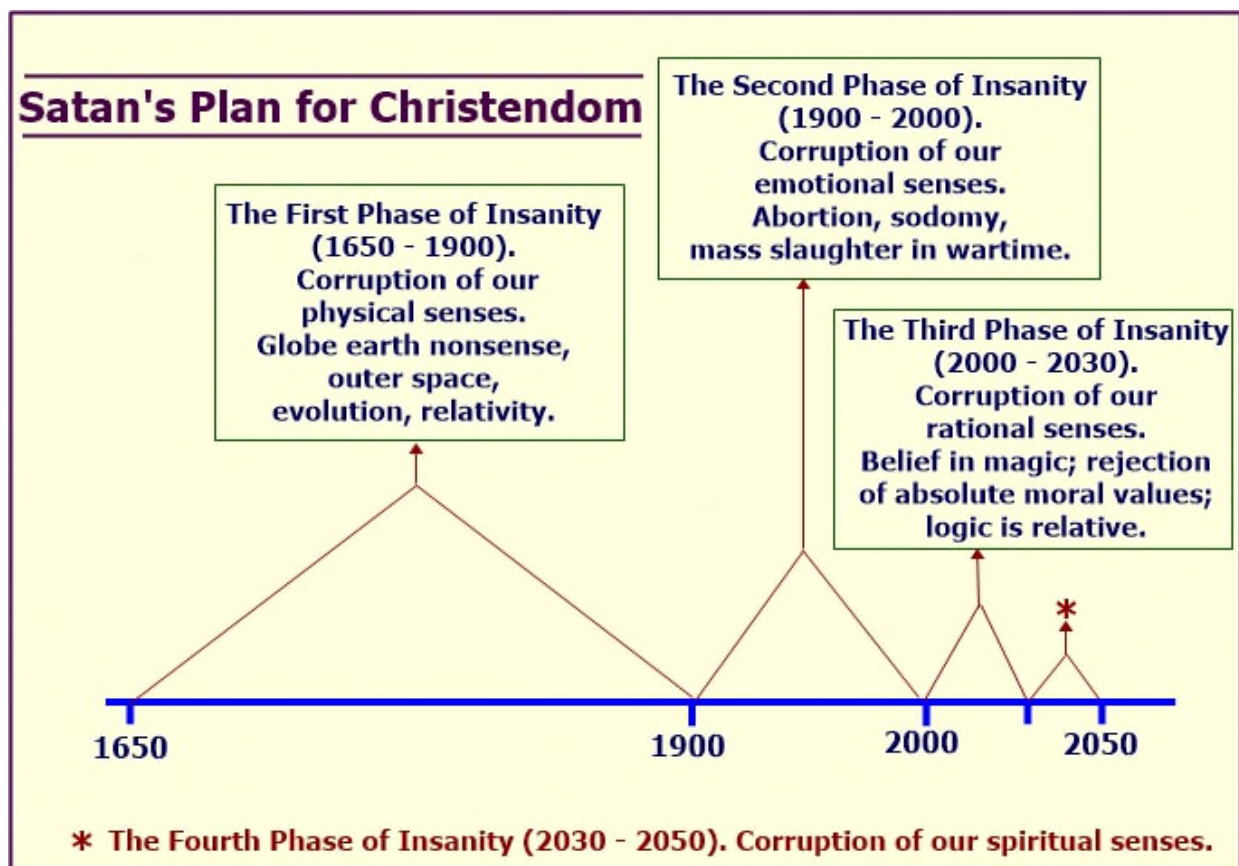 Satan's Plan for Christendom
The First Phase of Insanity
(1650 - 1900).
Corruption of our
physical senses.
Globe earth nonsense,
outer space,
evolution, relativity.
The Second Phase of Insanity
(1900 - 2000).
Corruption of our
emotional senses.
Abortion, sodomy,
mass slaughter in wartime.
The Third Phase of Insanity
(2000 - 2030).
Corruption of our
rational senses.
Belief in magic; rejection
of absolute moral values;
logic is relative.
*
1650
1900
2000
2050
* The Fourth Phase of Insanity (2030 - 2050). Corruption of our spiritual senses.